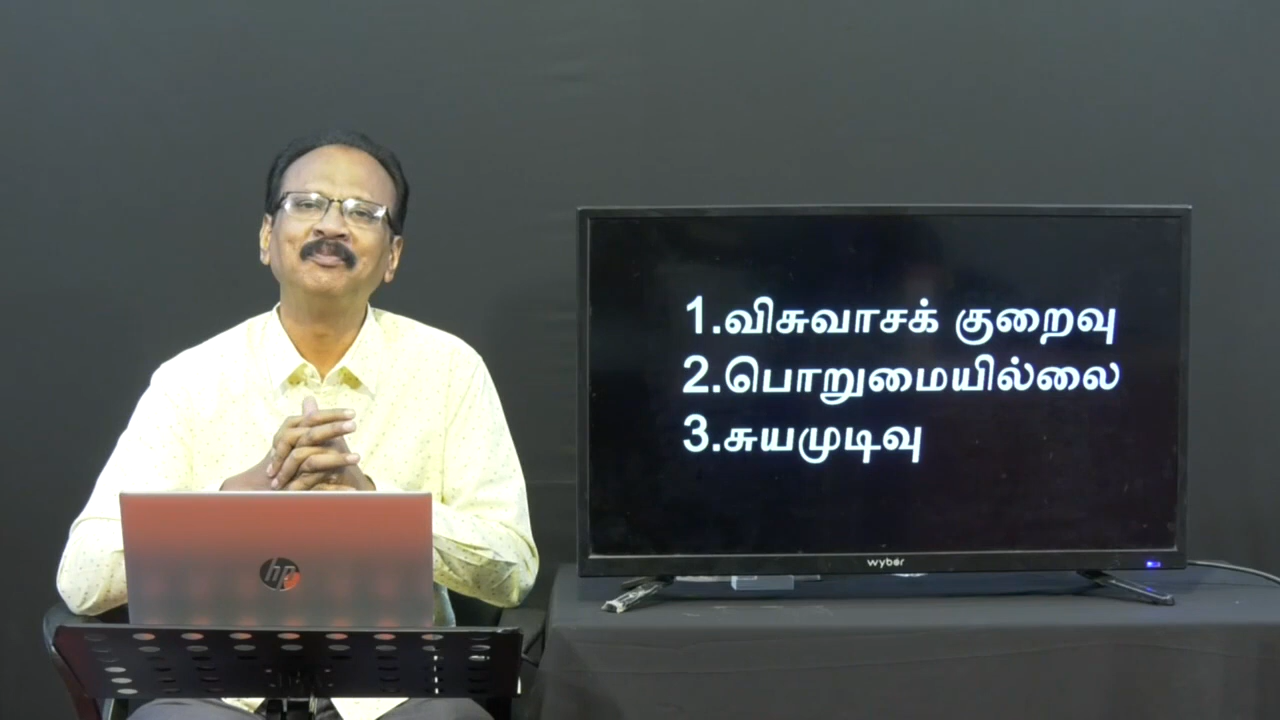 1.விசுவாசக் குறைவு
2.பொறுமையில்லை
3.சுயமுடிவு
wybor
hp